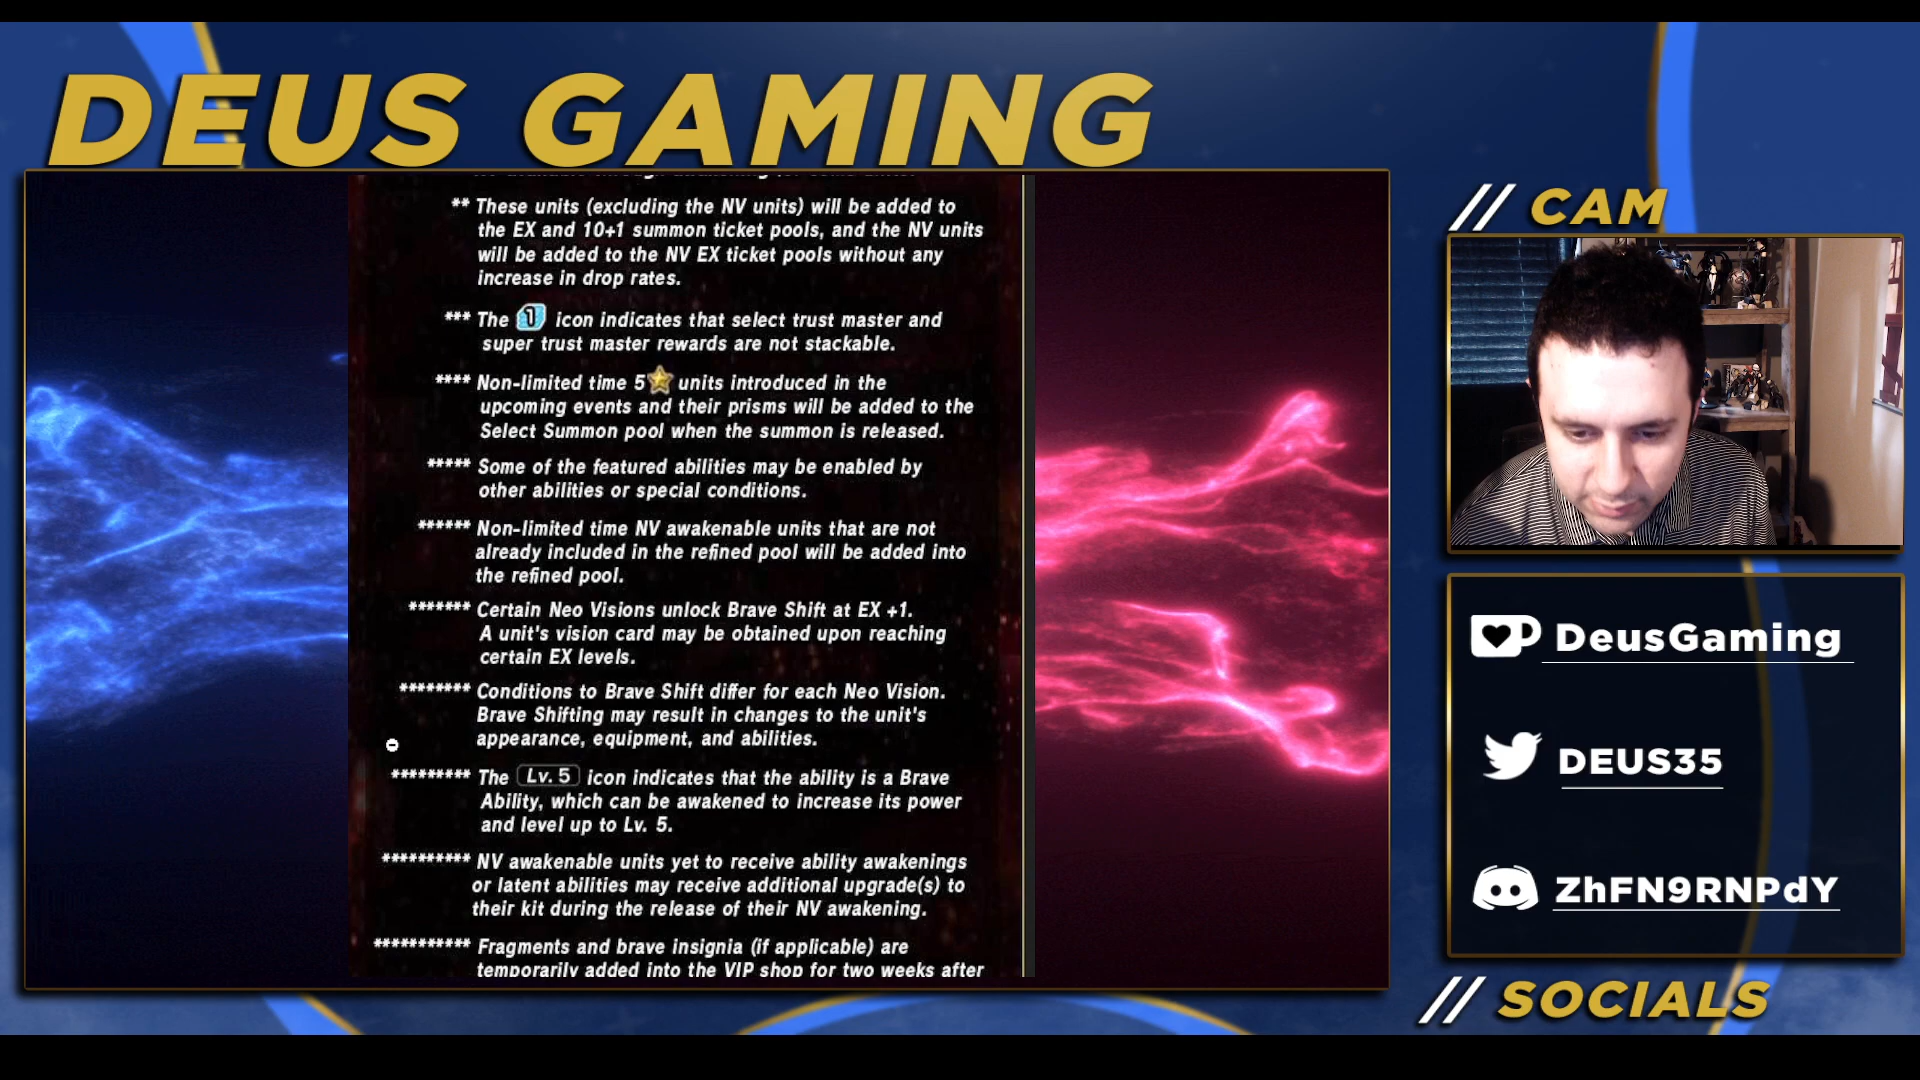 DEUS GAMING
** These units (excluding the NV units) will be added to
the EX and 10+1 summon ticket pools, and the NV units
will be added to the NV EX ticket pools without any
increase in drop rates.
*** The 1 icon indicates that select trust master and
super trust master rewards are not stackable.
**** Non-limited time 5 units introduced in the
upcoming events and their prisms will be added to the
Select Summon pool when the summon is released.
***** Some of the featured abilities may be enabled by
other abilities or special conditions.
****** Non-limited time NV awakenable units that are not
already included in the refined pool will be added into
the refined pool.
******* Certain Neo Visions unlock Brave Shift at EX +1.
A unit's vision card may be obtained upon reaching
certain EX levels.
******** Conditions to Brave Shift differ for each Neo Vision.
Brave Shifting may result in changes to the unit's
appearance, equipment, and abilities.
********* The Lv. 5 icon indicates that the ability is a Brave
Ability, which can be awakened to increase its power
and level up to Lv. 5.
********** NV awakenable units yet to receive ability awakenings
or latent abilities may receive additional upgrade(s) to
their kit during the release of their NV awakening.
*********** Fragments and brave insignia (if applicable) are
temporarily added into the VIP shop for two weeks after
// CAM
DeusGaming
DEUS35
ZhFN9RNPdY
// SOCIALS